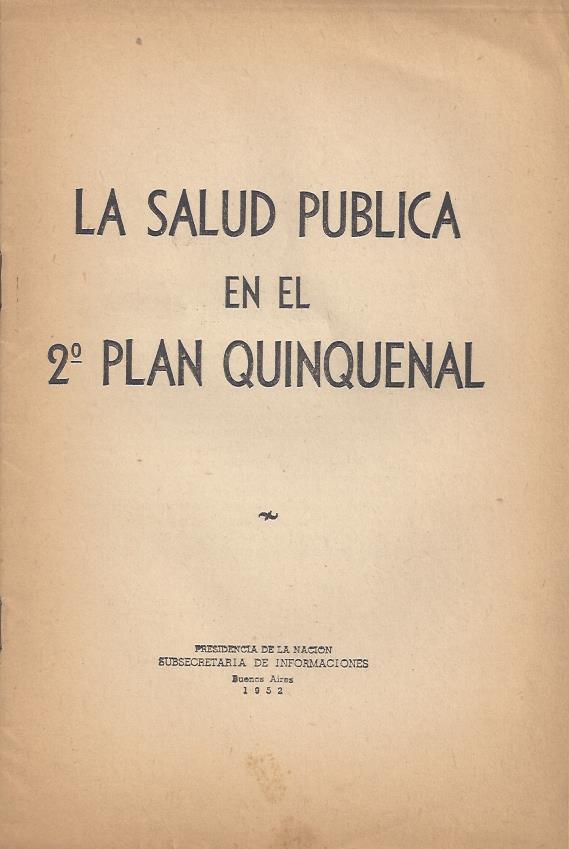 LA SALUD PUBLICA
EN EL
2º PLAN QUINQUENAL
PRESIDENCIA DE LA NACION
SUBSECRETARIA DE INFORMACIONES
Buenos Aires
1952